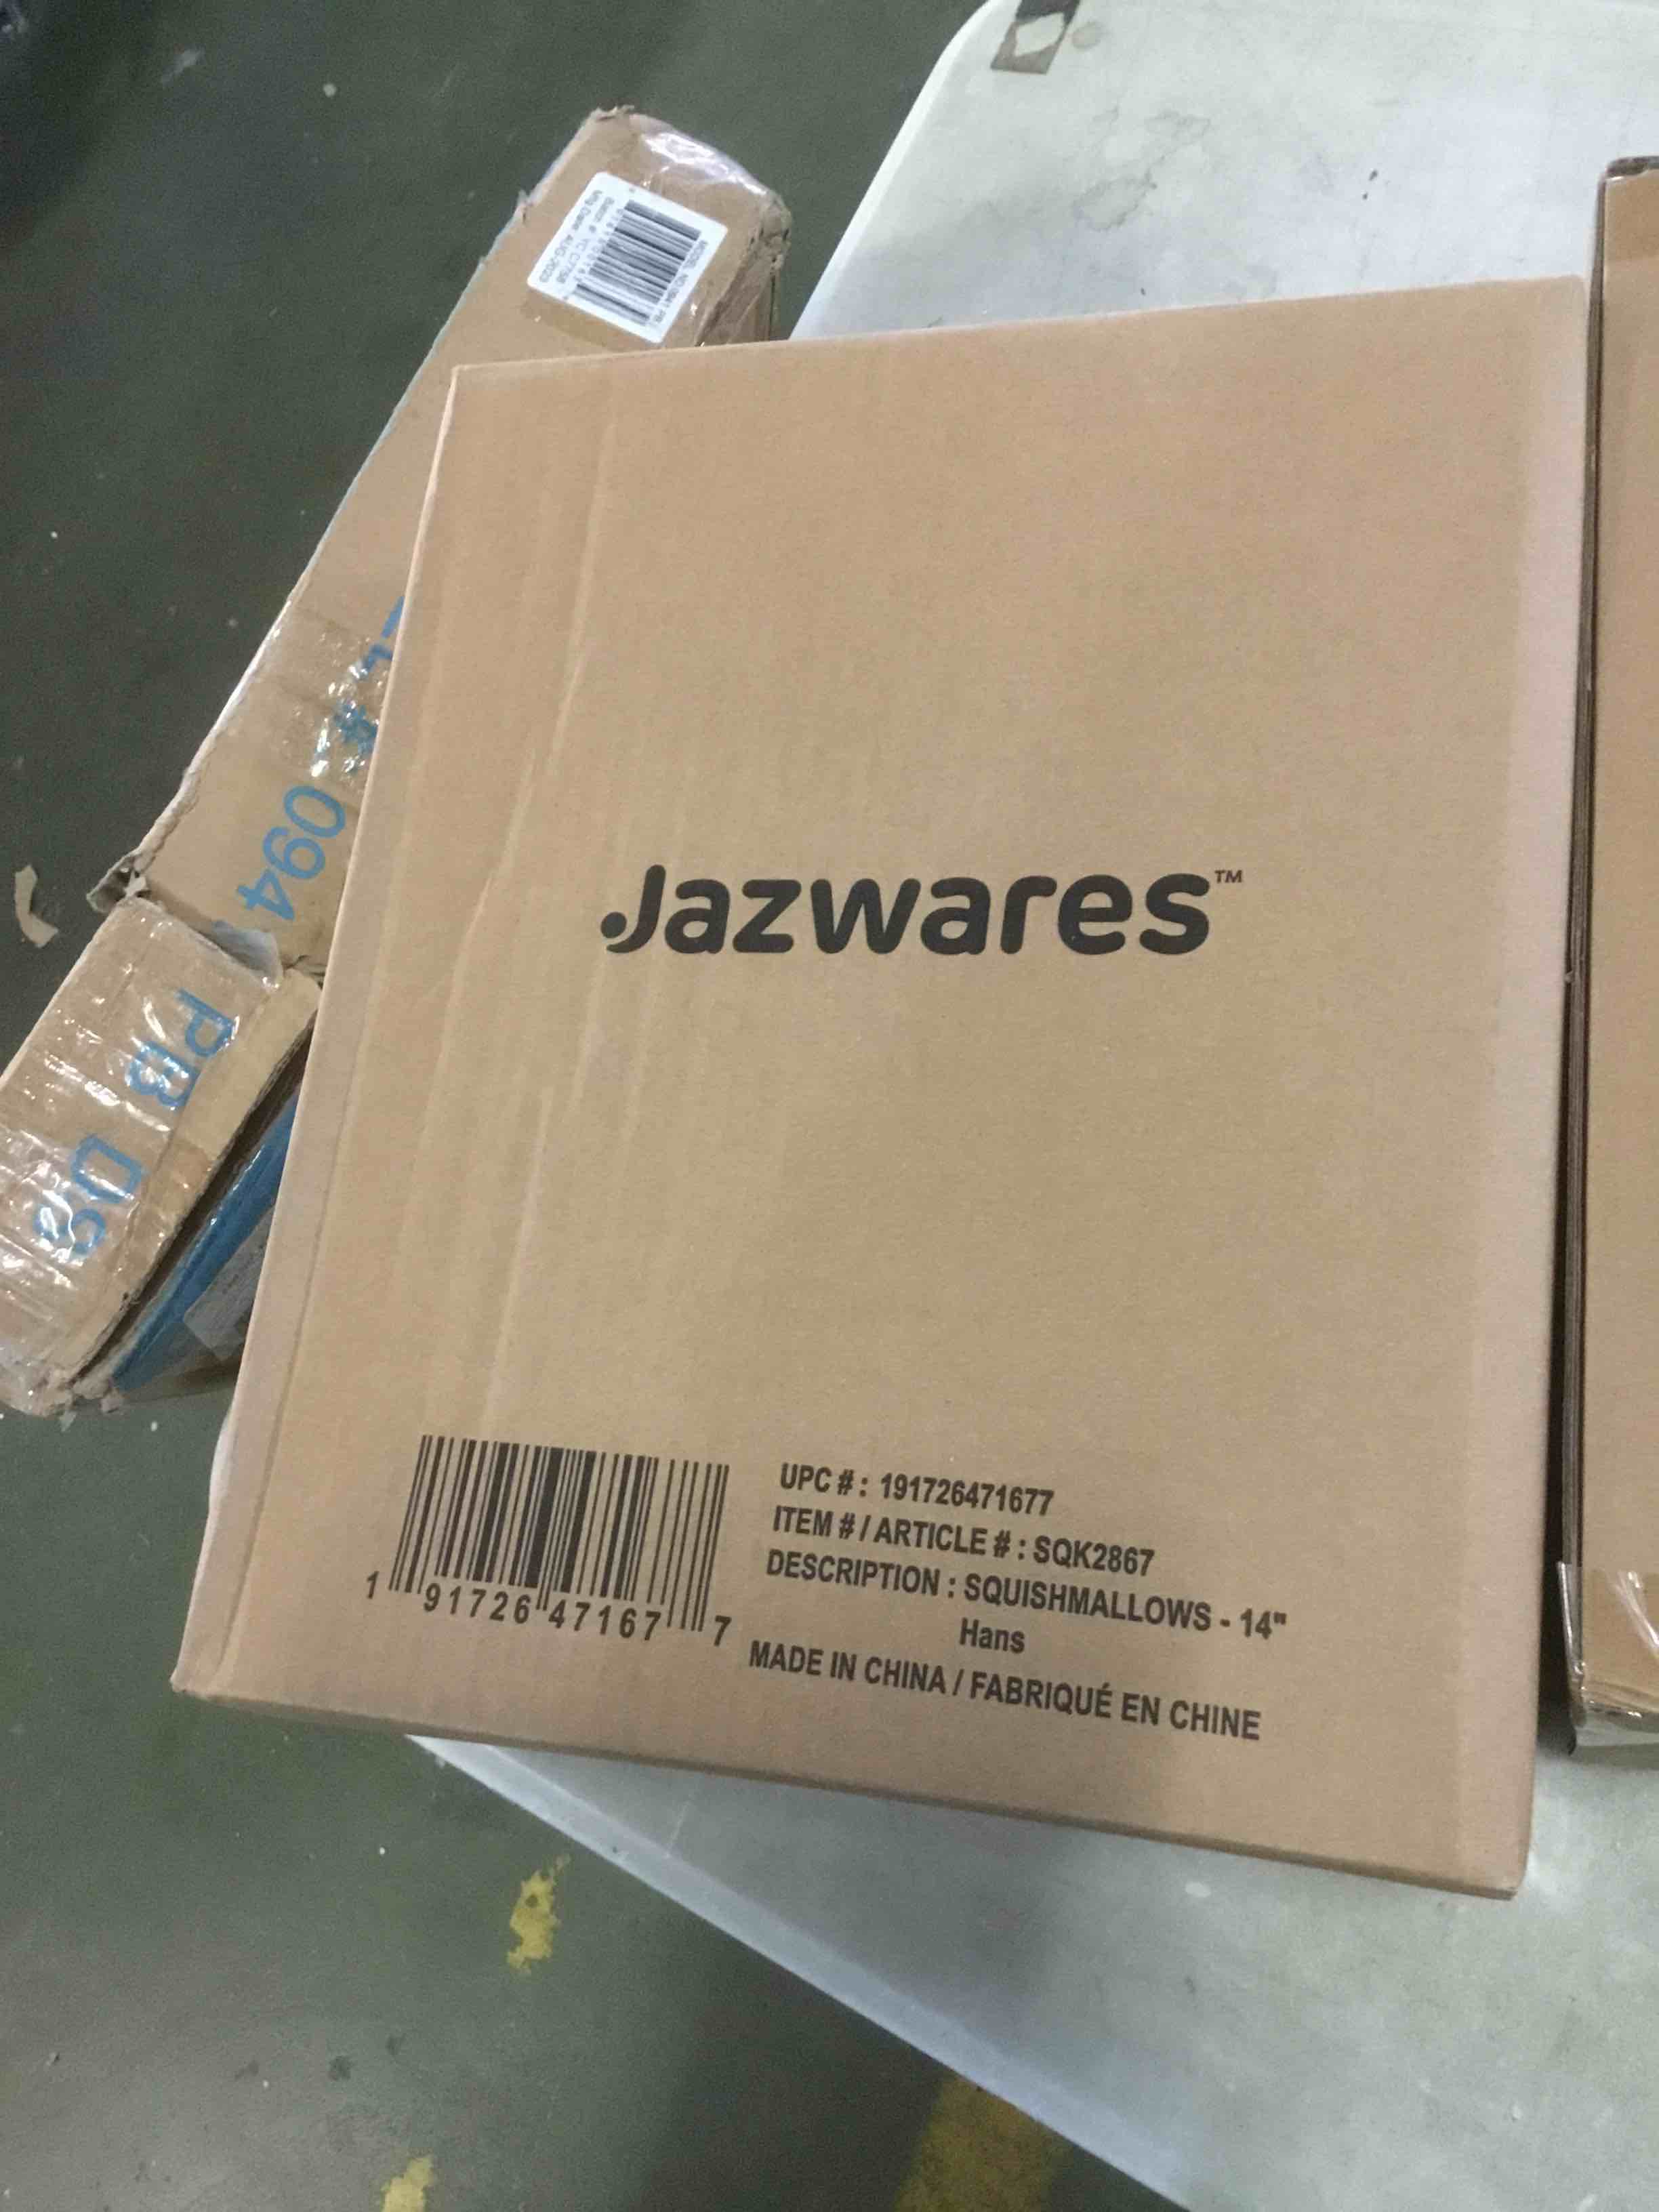 Jazwares™
UPC # : 191726471677
ITEM # / ARTICLE # : SQK2867
DESCRIPTION : SQUISHMALLOWS - 14"
Hans
MADE IN CHINA / FABRIQUÉ EN CHINE
1 91726 47167 7
094
PB